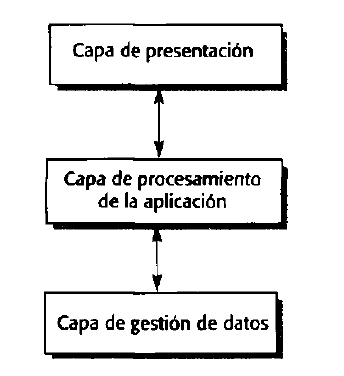 Capa de presentación
Capa de procesamiento
de la aplicación
Capa de gestión de datos